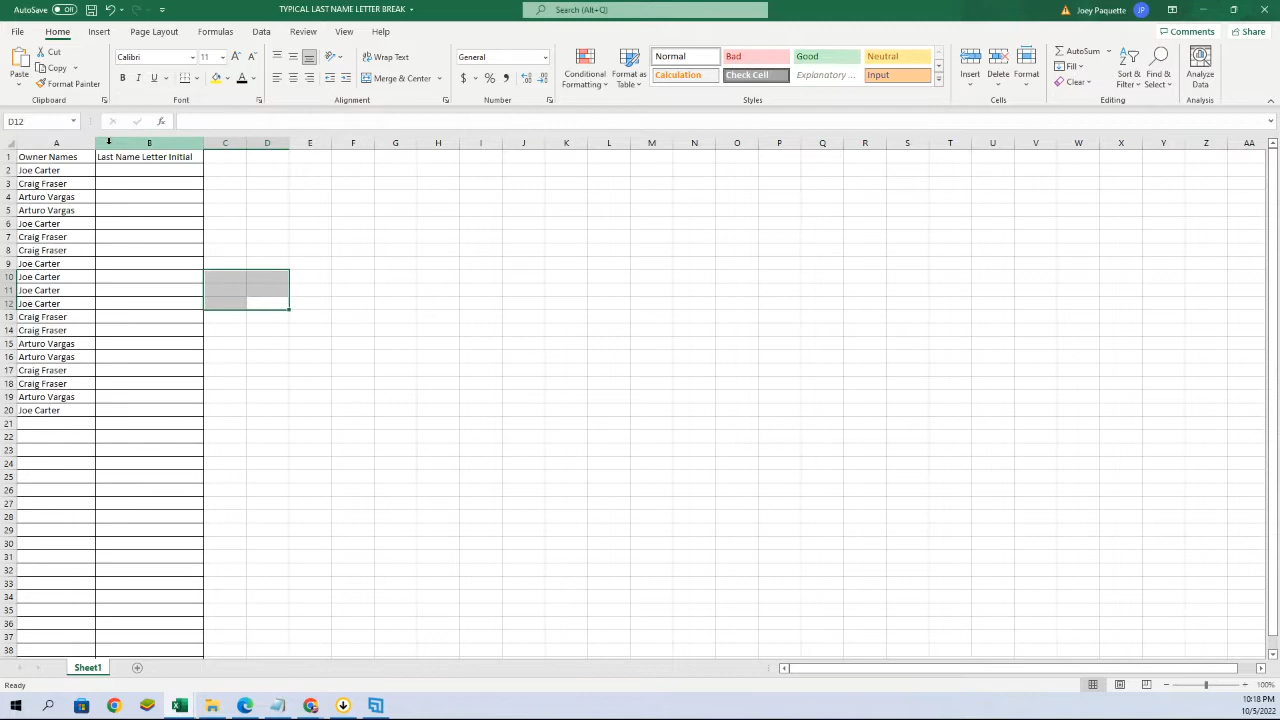 AutoSave Off TYPICAL LAST NAME LETTER BREAK Search (Alt+Q) Joey Paquette JP
File Home Insert Page Layout Formulas Data Review View Help Comments Share
Paste Cut Copy Format Painter Clipboard
Calibri 11 B I U A Font
Wrap Text Merge & Center Alignment
General $ % , Number
Conditional Formatting Format as Table
Normal Bad Good Neutral
Calculation Check Cell Explanatory ... Input
Styles
Insert Delete Format Cells
AutoSum Fill Clear Sort & Filter Find & Select Editing
Analyze Data Analysis
D12 fx
A B C D E F G H I J K L M N O P Q R S T U V W X Y Z AA
1 Owner Names Last Name Letter Initial
2 Joe Carter
3 Craig Fraser
4 Arturo Vargas
5 Arturo Vargas
6 Joe Carter
7 Craig Fraser
8 Craig Fraser
9 Joe Carter
10 Joe Carter
11 Joe Carter
12 Joe Carter
13 Craig Fraser
14 Craig Fraser
15 Arturo Vargas
16 Arturo Vargas
17 Craig Fraser
18 Craig Fraser
19 Arturo Vargas
20 Joe Carter
21
22
23
24
25
26
27
28
29
30
31
32
33
34
35
36
37
38
Sheet1
Ready 100%
10:18 PM
10/5/2022